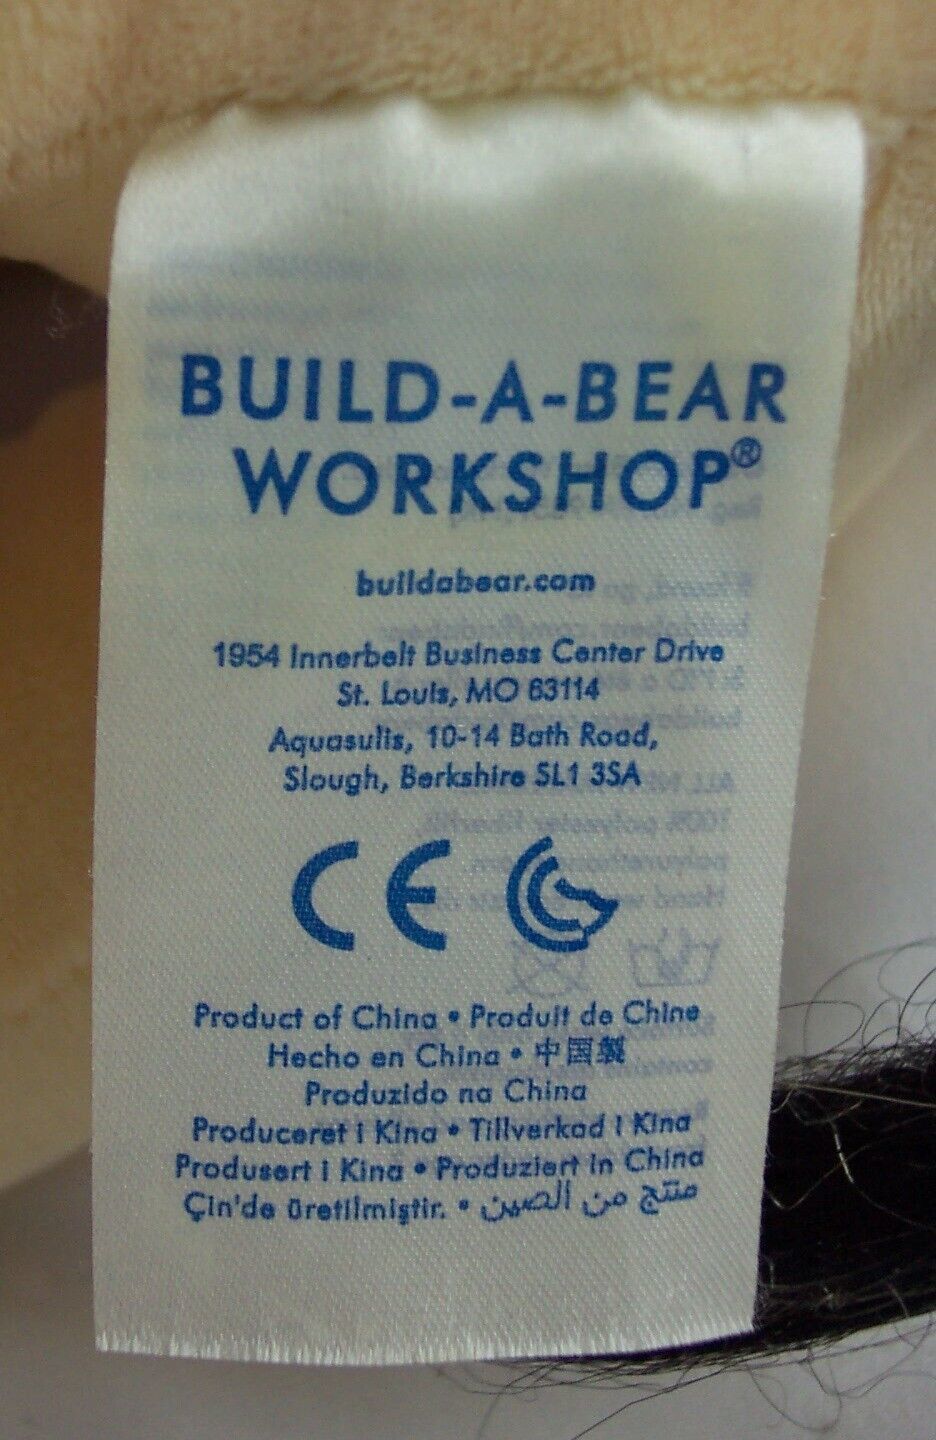 BUILD-A-BEAR
WORKSHOP®
buildabear.com
1954 Innerbelt Business Center Drive
St. Louis, MO 63114
Aquasulis, 10-14 Bath Road,
Slough, Berkshire SL1 3SA
CE
Product of China • Produit de Chine
Hecho en China • 中国製
Produzido na China
Produceret i Kina • Tillverkad i Kina
Produsert i Kina • Produziert in China
Çin'de üretilmiştir. • منتج من الصين